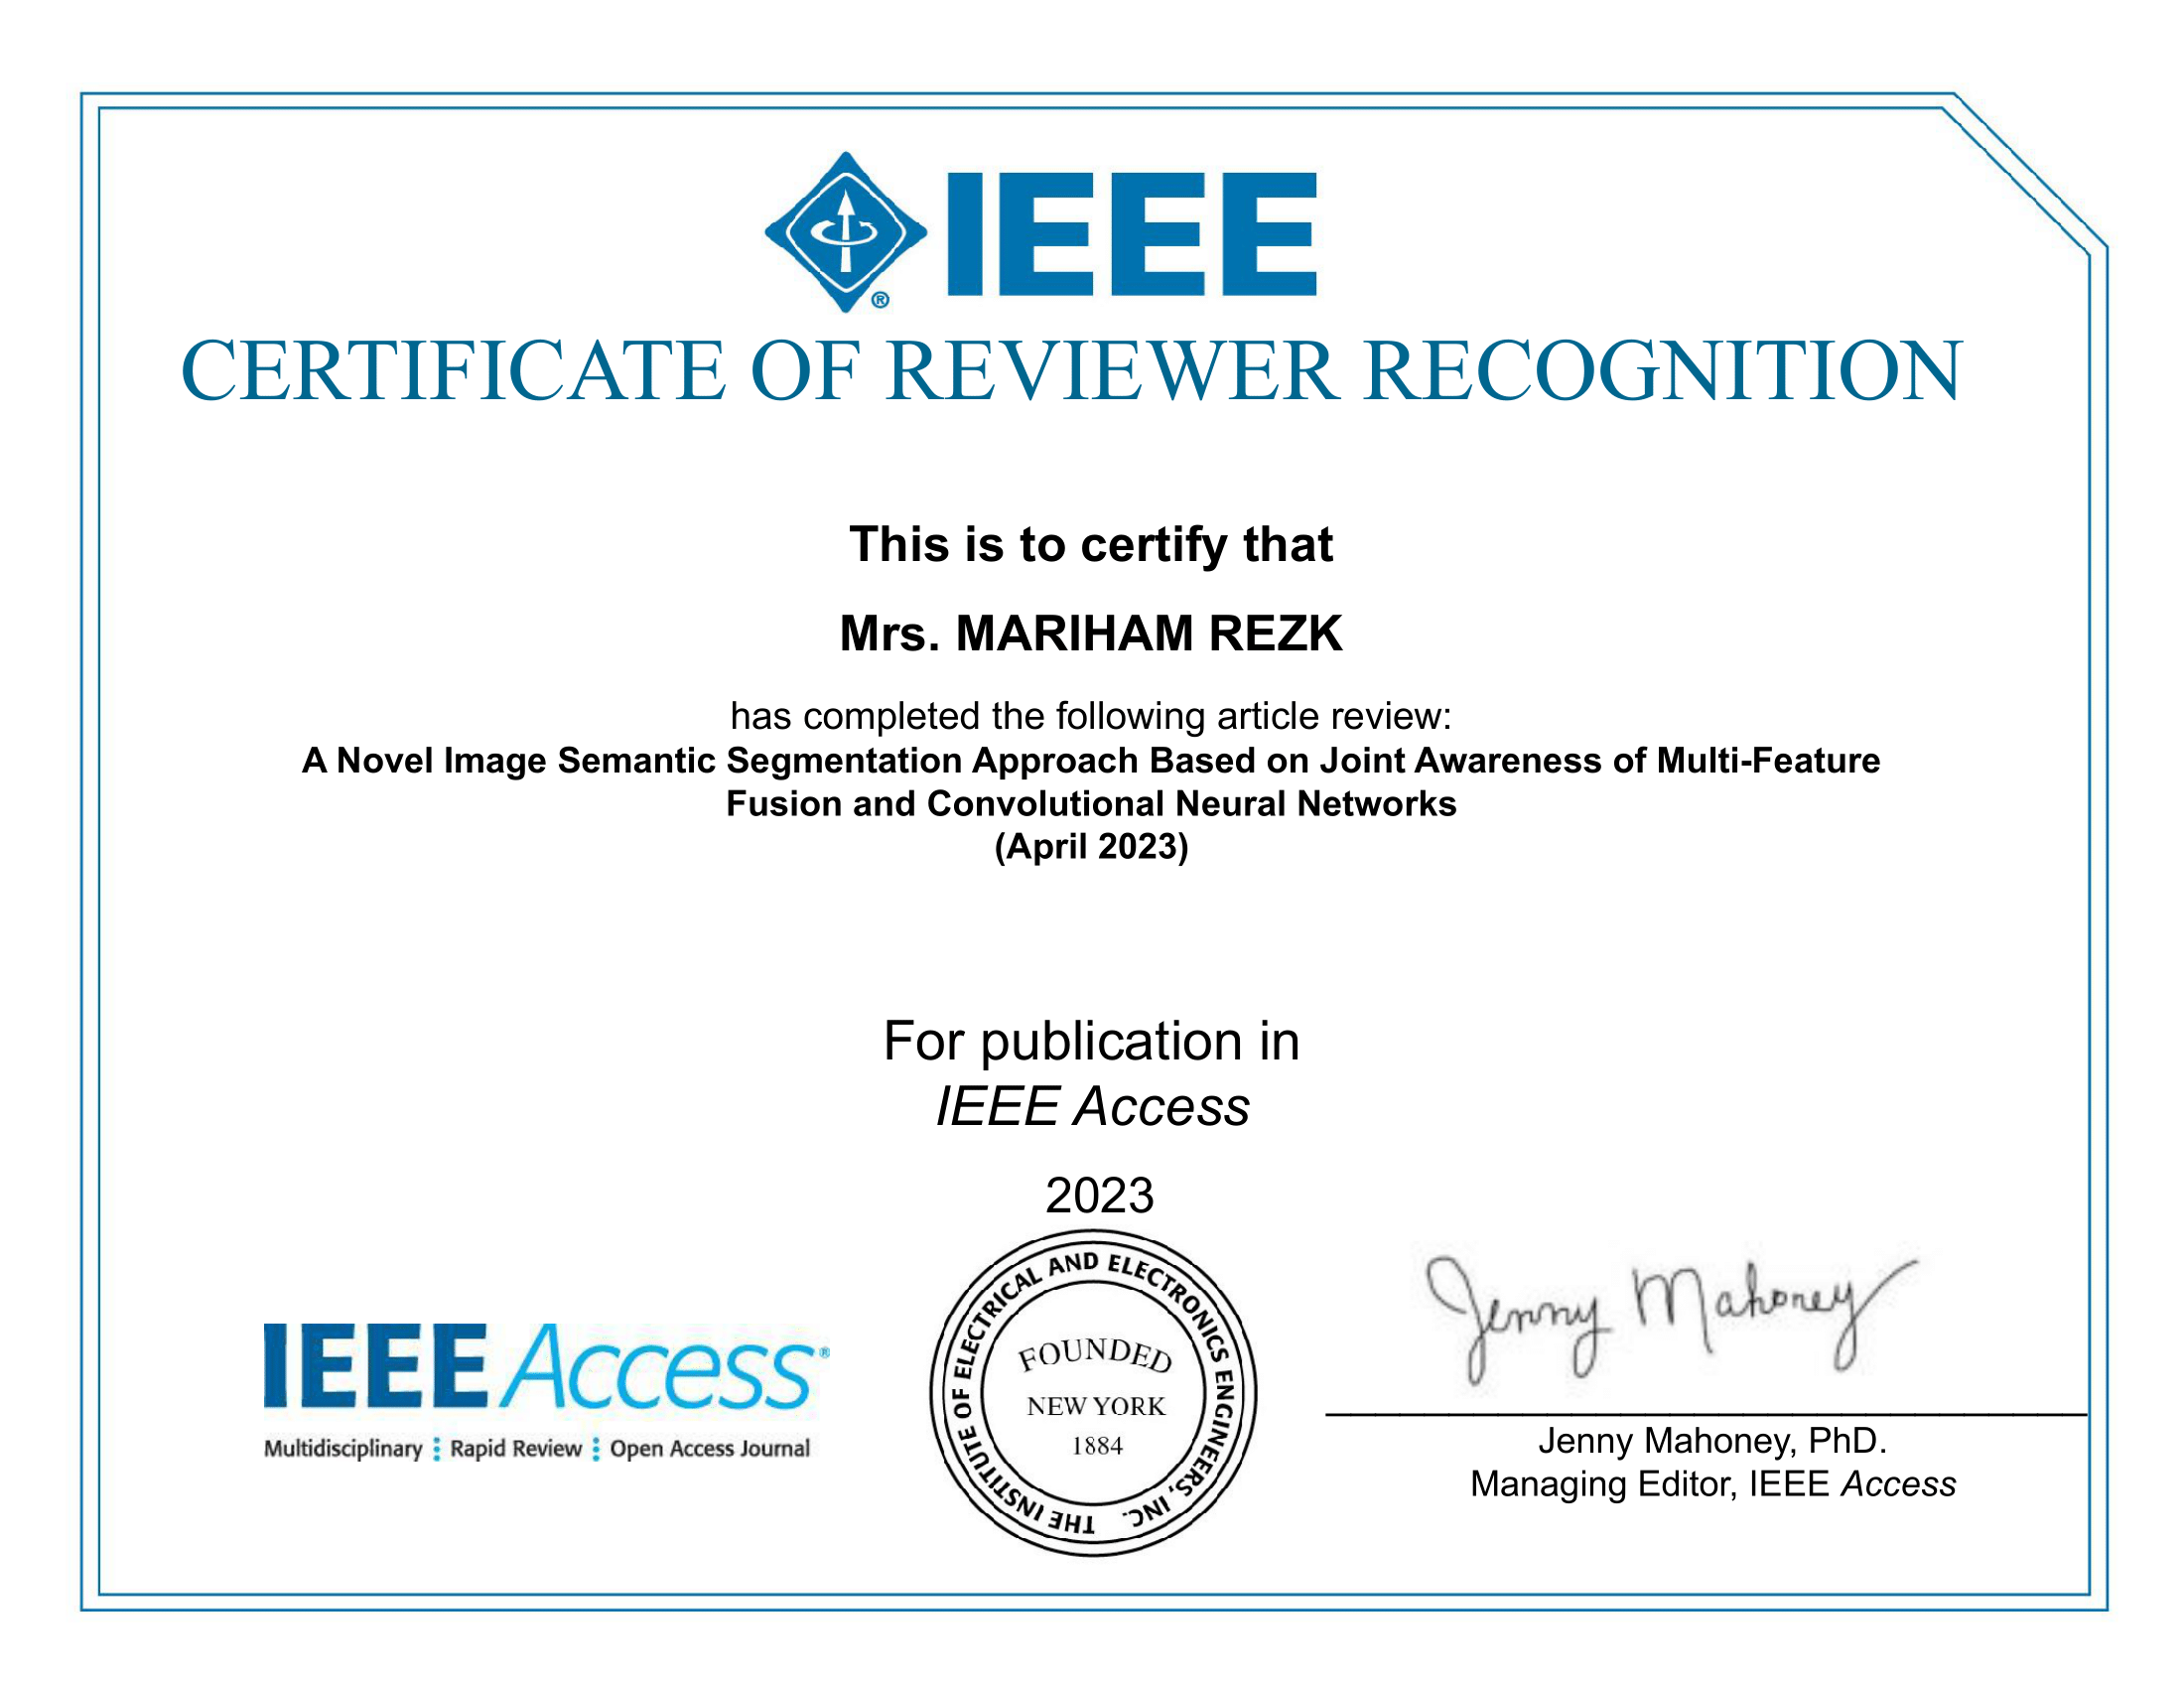 IEEE
®
CERTIFICATE OF REVIEWER RECOGNITION
This is to certify that
Mrs. MARIHAM REZK
has completed the following article review:
A Novel Image Semantic Segmentation Approach Based on Joint Awareness of Multi-Feature
Fusion and Convolutional Neural Networks
(April 2023)
For publication in
IEEE Access
2023
IEEE Access®
Multidisciplinary ⋮ Rapid Review ⋮ Open Access Journal
THE INSTITUTE OF ELECTRICAL AND ELECTRONICS ENGINEERS, INC.
FOUNDED
NEW YORK
1884
Jenny Mahoney
Jenny Mahoney, PhD.
Managing Editor, IEEE Access